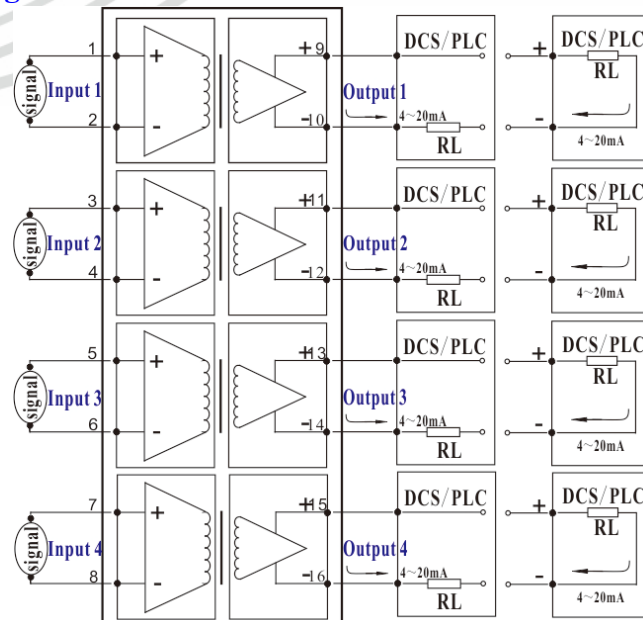 g
1 + + 9 DCS/PLC + DCS/PLC
signal Input 1 Output 1 RL
2 - - 10 4~20mA - 4~20mA
RL
3 + + 11 DCS/PLC + DCS/PLC
signal Input 2 Output 2 RL
4 - - 12 4~20mA - 4~20mA
RL
5 + + 13 DCS/PLC + DCS/PLC
signal Input 3 Output 3 RL
6 - - 14 4~20mA - 4~20mA
RL
7 + + 15 DCS/PLC + DCS/PLC
signal Input 4 Output 4 RL
8 - - 16 4~20mA - 4~20mA
RL